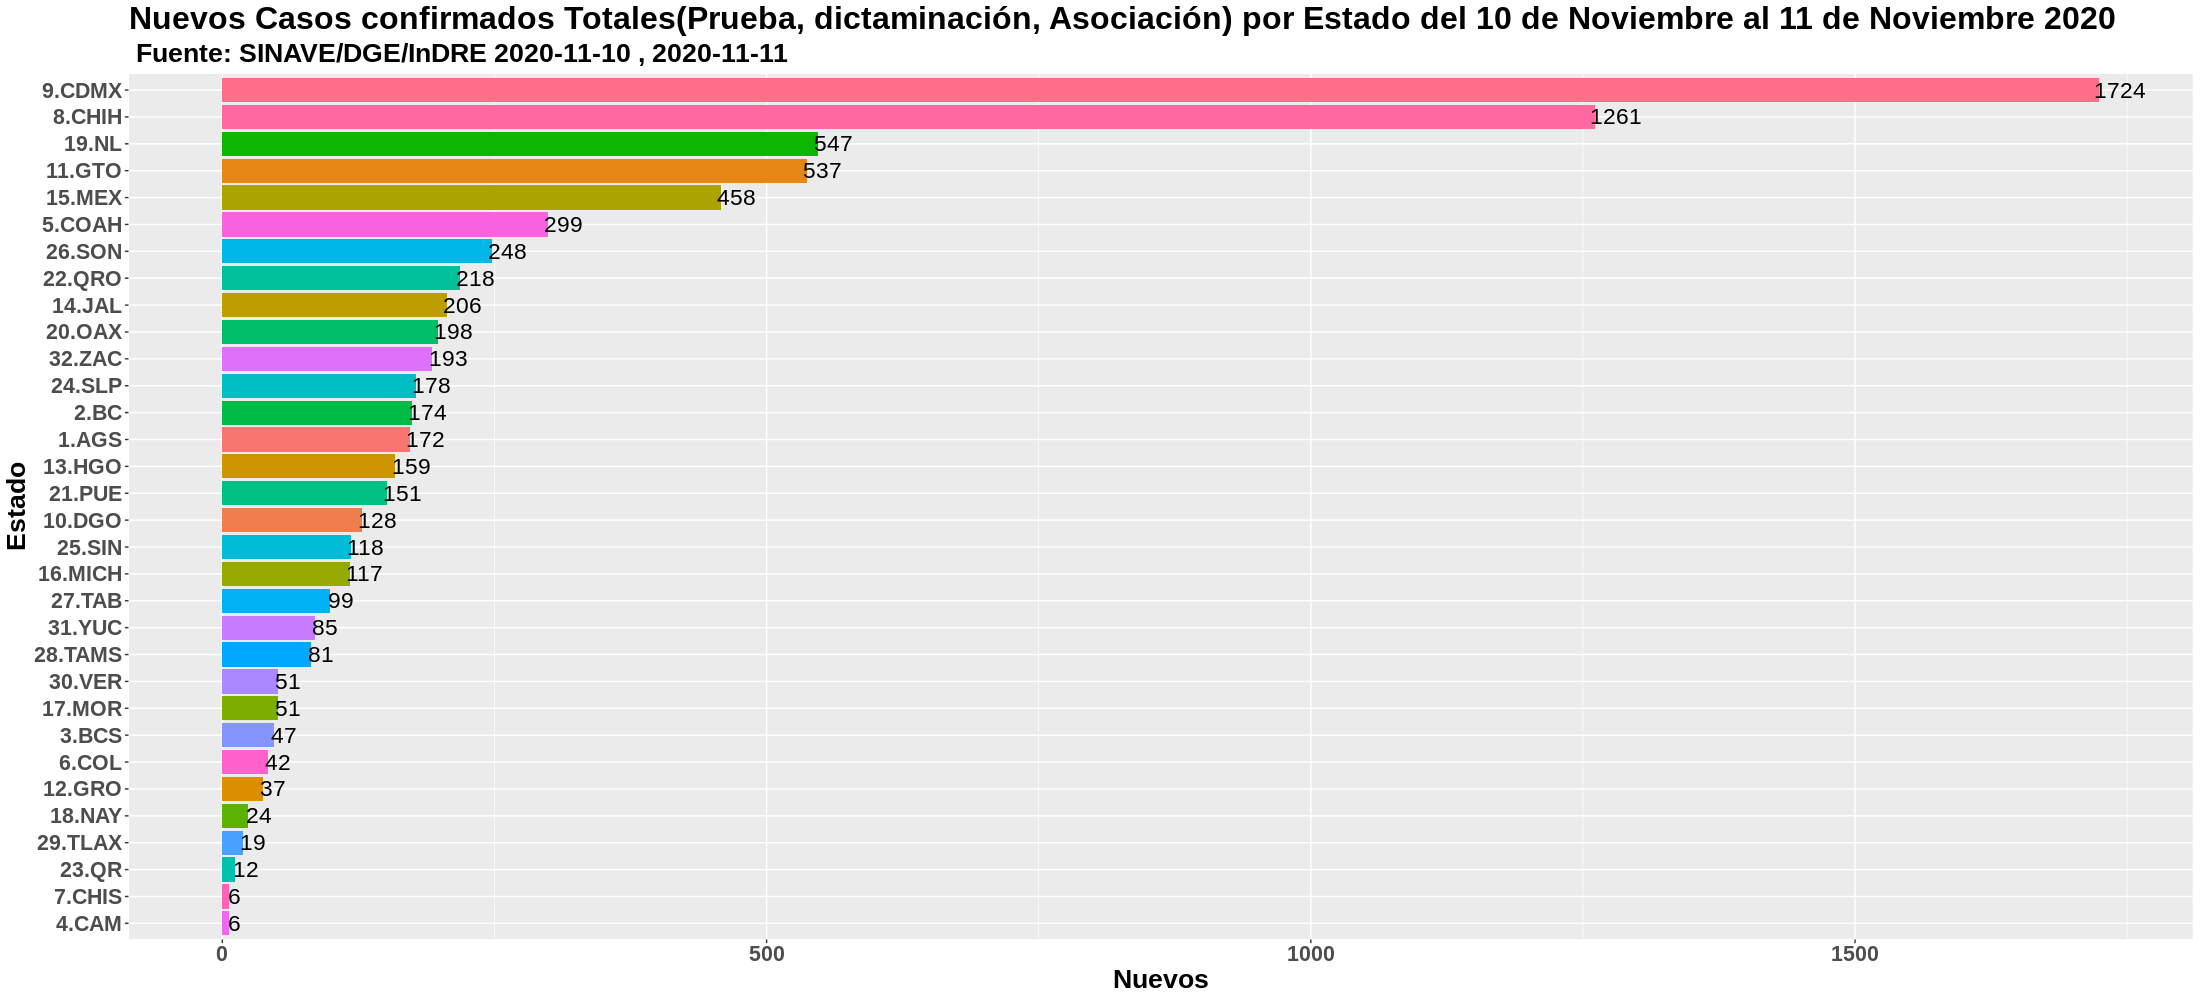 Nuevos Casos confirmados Totales(Prueba, dictaminación, Asociación) por Estado del 10 de Noviembre al 11 de Noviembre 2020
Fuente: SINAVE/DGE/InDRE 2020-11-10 , 2020-11-11
Estado
9.CDMX 1724
8.CHIH 1261
19.NL 547
11.GTO 537
15.MEX 458
5.COAH 299
26.SON 248
22.QRO 218
14.JAL 206
20.OAX 198
32.ZAC 193
24.SLP 178
2.BC 174
1.AGS 172
13.HGO 159
21.PUE 151
10.DGO 128
25.SIN 118
16.MICH 117
27.TAB 99
31.YUC 85
28.TAMS 81
30.VER 51
17.MOR 51
3.BCS 47
6.COL 42
12.GRO 37
18.NAY 24
29.TLAX 19
23.QR 12
7.CHIS 6
4.CAM 6
0 500 1000 1500
Nuevos